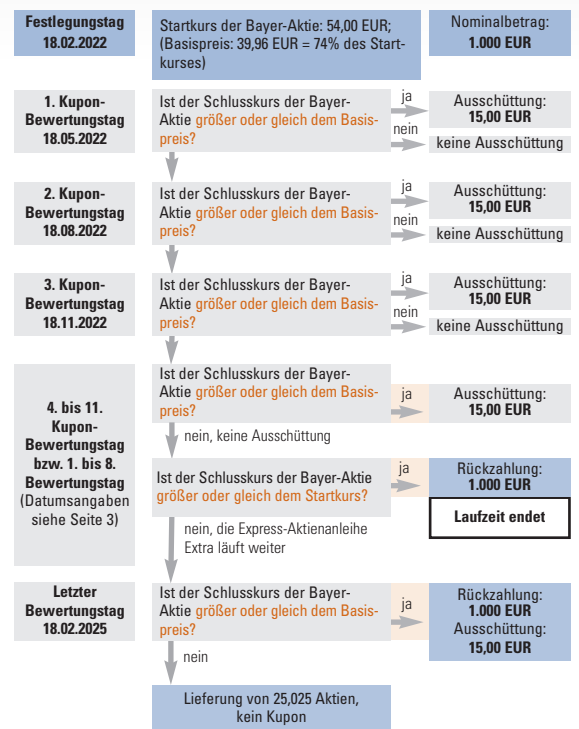 Festlegungstag
18.02.2022
Startkurs der Bayer-Aktie: 54,00 EUR;
(Basispreis: 39,96 EUR = 74% des Start-
kurses)
Nominalbetrag:
1.000 EUR
1. Kupon-
Bewertungstag
18.05.2022
Ist der Schlusskurs der Bayer-
Aktie größer oder gleich dem Basis-
preis?
ja
Ausschüttung:
15,00 EUR
nein
keine Ausschüttung
2. Kupon-
Bewertungstag
18.08.2022
Ist der Schlusskurs der Bayer-
Aktie größer oder gleich dem Basis-
preis?
ja
Ausschüttung:
15,00 EUR
nein
keine Ausschüttung
3. Kupon-
Bewertungstag
18.11.2022
Ist der Schlusskurs der Bayer-
Aktie größer oder gleich dem Basis-
preis?
ja
Ausschüttung:
15,00 EUR
nein
keine Ausschüttung
4. bis 11.
Kupon-
Bewertungstag
bzw. 1. bis 8.
Bewertungstag
(Datumsangaben
siehe Seite 3)
Ist der Schlusskurs der Bayer-
Aktie größer oder gleich dem Basis-
preis?
ja
Ausschüttung:
15,00 EUR
nein, keine Ausschüttung
Ist der Schlusskurs der Bayer-Aktie
größer oder gleich dem Startkurs?
ja
Rückzahlung:
1.000 EUR
Laufzeit endet
nein, die Express-Aktienanleihe
Extra läuft weiter
Letzter
Bewertungstag
18.02.2025
Ist der Schlusskurs der Bayer-
Aktie größer oder gleich dem Basis-
preis?
ja
Rückzahlung:
1.000 EUR
Ausschüttung:
15,00 EUR
nein
Lieferung von 25,025 Aktien,
kein Kupon